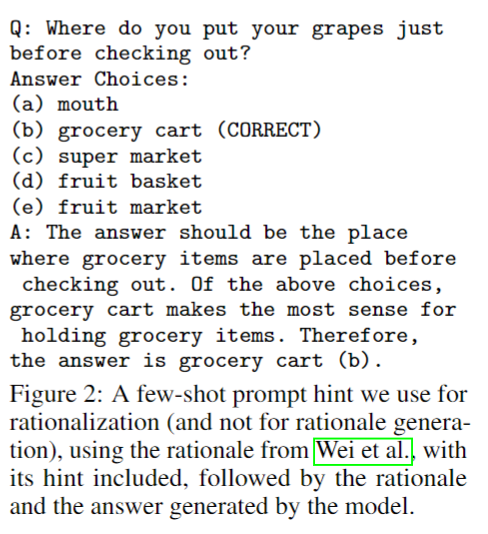 Q: Where do you put your grapes just
before checking out?
Answer Choices:
(a) mouth
(b) grocery cart (CORRECT)
(c) super market
(d) fruit basket
(e) fruit market
A: The answer should be the place
where grocery items are placed before
checking out. Of the above choices,
grocery cart makes the most sense for
holding grocery items. Therefore,
the answer is grocery cart (b).
Figure 2: A few-shot prompt hint we use for
rationalization (and not for rationale genera-
tion), using the rationale from Wei et al., with
its hint included, followed by the rationale
and the answer generated by the model.